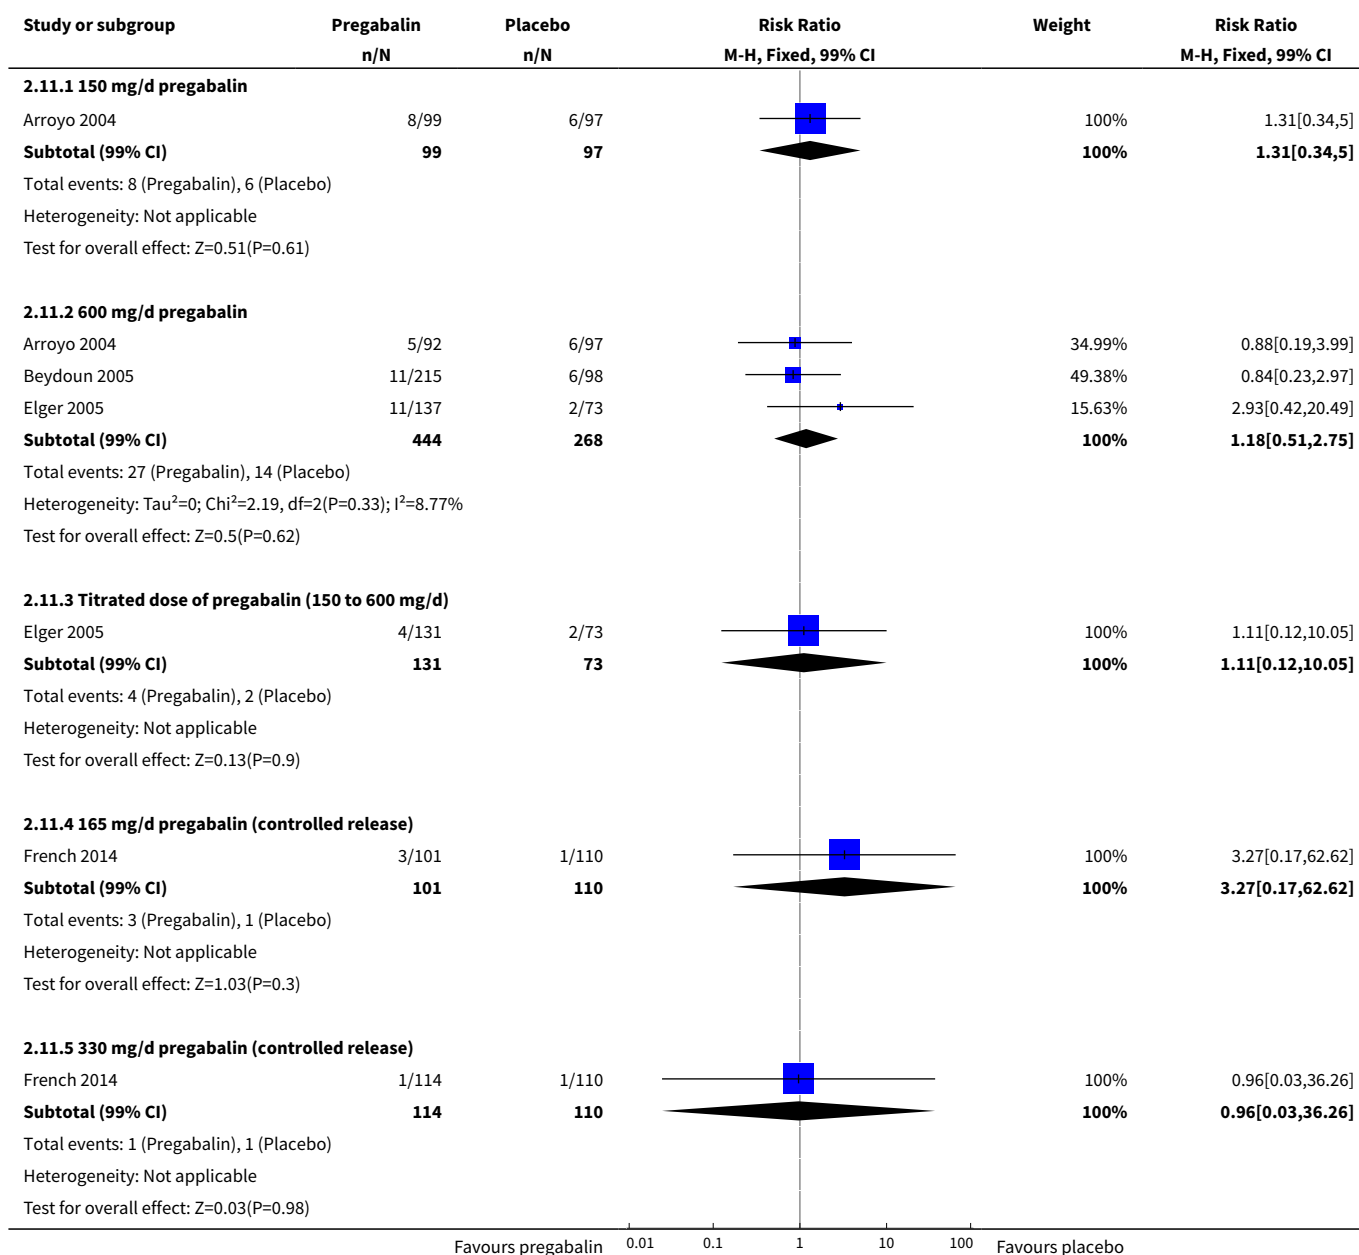 Study or subgroup Pregabalin Placebo Risk Ratio Weight Risk Ratio
n/N n/N M-H, Fixed, 99% CI M-H, Fixed, 99% CI
2.11.1 150 mg/d pregabalin
Arroyo 2004 8/99 6/97 100% 1.31[0.34,5]
Subtotal (99% CI) 99 97 100% 1.31[0.34,5]
Total events: 8 (Pregabalin), 6 (Placebo)
Heterogeneity: Not applicable
Test for overall effect: Z=0.51(P=0.61)
2.11.2 600 mg/d pregabalin
Arroyo 2004 5/92 6/97 34.99% 0.88[0.19,3.99]
Beydoun 2005 11/215 6/98 49.38% 0.84[0.23,2.97]
Elger 2005 11/137 2/73 15.63% 2.93[0.42,20.49]
Subtotal (99% CI) 444 268 100% 1.18[0.51,2.75]
Total events: 27 (Pregabalin), 14 (Placebo)
Heterogeneity: Tau²=0; Chi²=2.19, df=2(P=0.33); I²=8.77%
Test for overall effect: Z=0.5(P=0.62)
2.11.3 Titrated dose of pregabalin (150 to 600 mg/d)
Elger 2005 4/131 2/73 100% 1.11[0.12,10.05]
Subtotal (99% CI) 131 73 100% 1.11[0.12,10.05]
Total events: 4 (Pregabalin), 2 (Placebo)
Heterogeneity: Not applicable
Test for overall effect: Z=0.13(P=0.9)
2.11.4 165 mg/d pregabalin (controlled release)
French 2014 3/101 1/110 100% 3.27[0.17,62.62]
Subtotal (99% CI) 101 110 100% 3.27[0.17,62.62]
Total events: 3 (Pregabalin), 1 (Placebo)
Heterogeneity: Not applicable
Test for overall effect: Z=1.03(P=0.3)
2.11.5 330 mg/d pregabalin (controlled release)
French 2014 1/114 1/110 100% 0.96[0.03,36.26]
Subtotal (99% CI) 114 110 100% 0.96[0.03,36.26]
Total events: 1 (Pregabalin), 1 (Placebo)
Heterogeneity: Not applicable
Test for overall effect: Z=0.03(P=0.98)
Favours pregabalin 0.01 0.1 1 10 100 Favours placebo